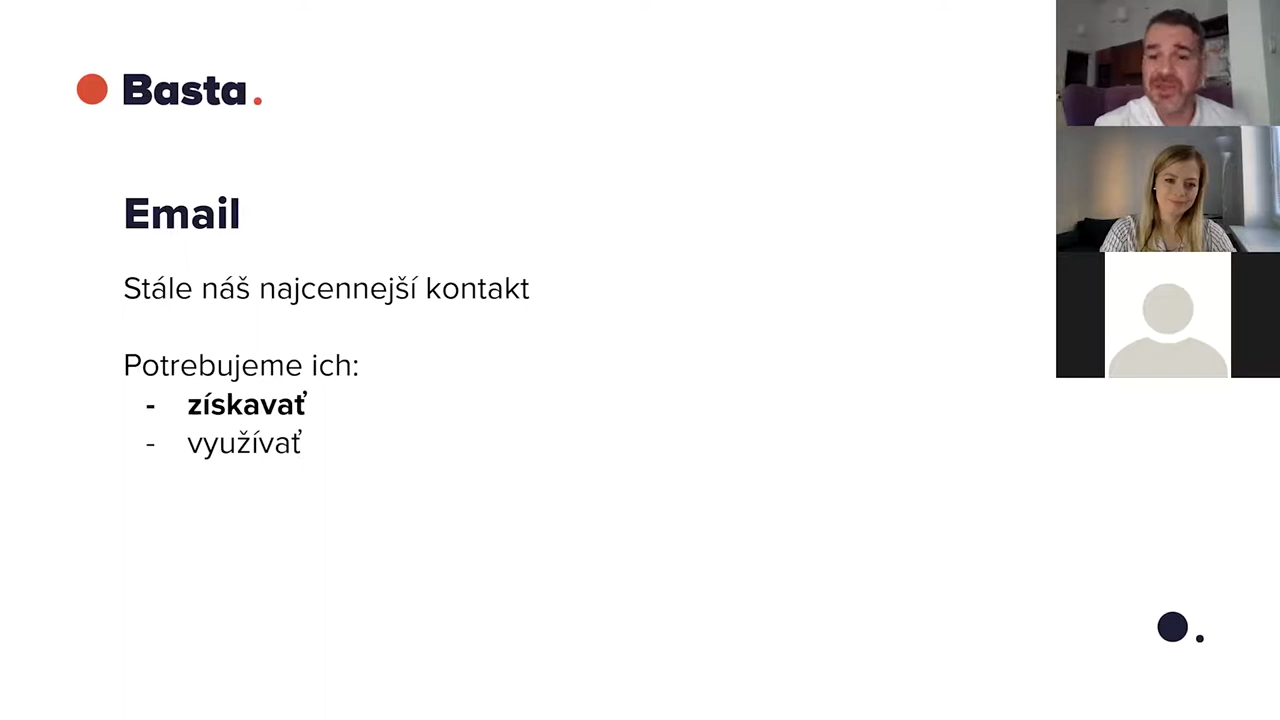 Basta.
Email
Stále náš najcennejší kontakt
Potrebujeme ich:
- získavať
- využívať